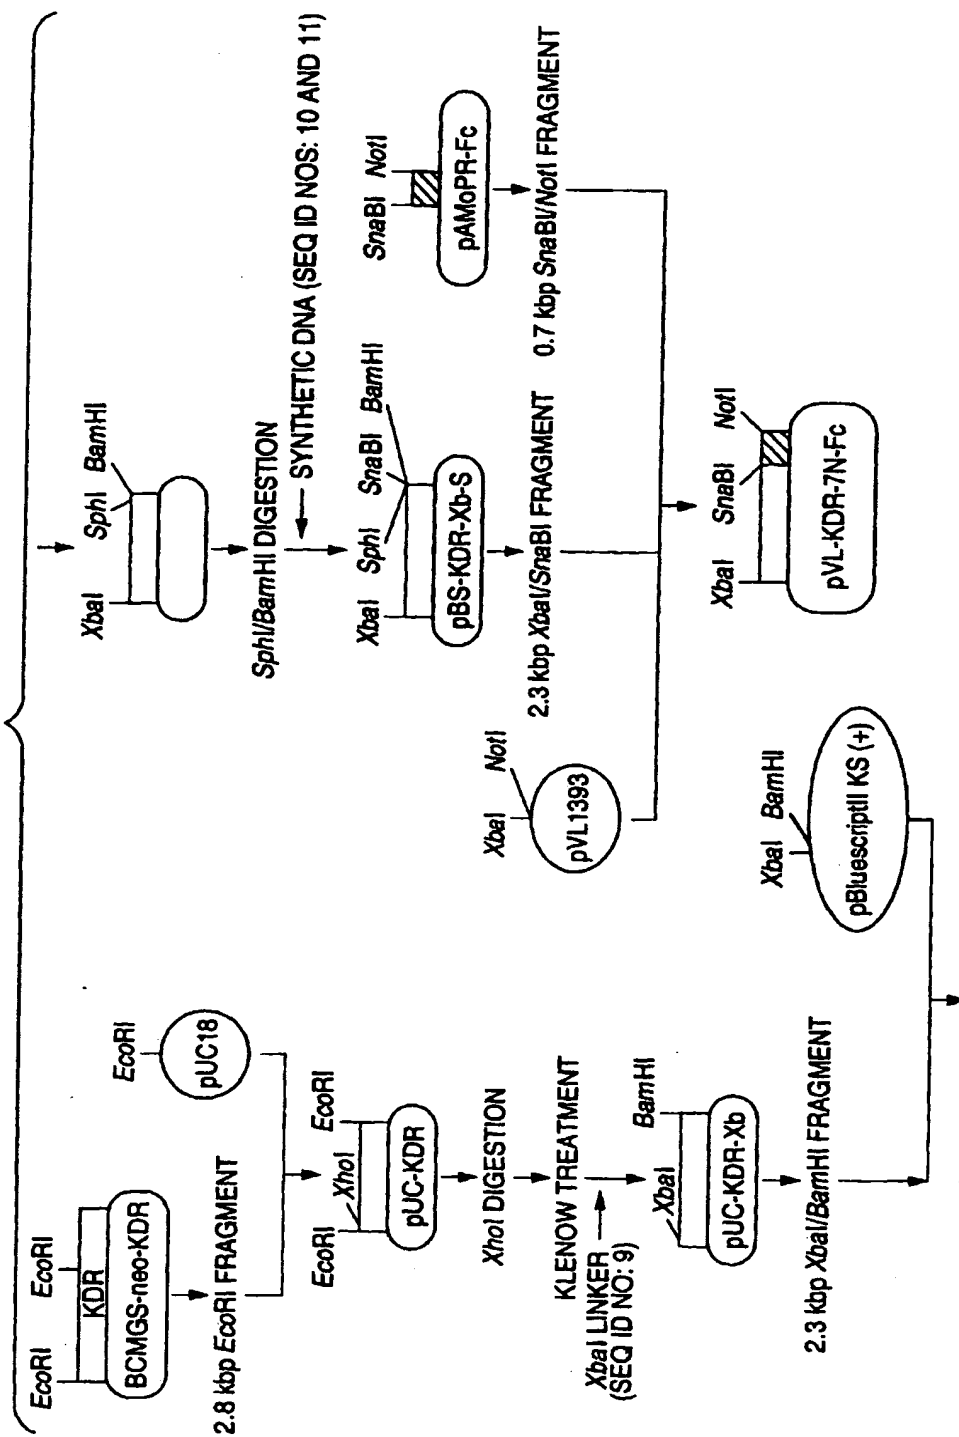 EcoRI EcoRI
KDR
BCMGS-neo-KDR
EcoRI
pUC18
2.8 kbp EcoRI FRAGMENT
EcoRI XhoI EcoRI
pUC-KDR
XhoI DIGESTION
KLENOW TREATMENT
XbaI LINKER
(SEQ ID NO: 9)
XbaI BamHI
pUC-KDR-Xb
2.3 kbp XbaI/BamHI FRAGMENT
XbaI BamHI
pBluescriptII KS (+)
XbaI SphI BamHI
SphI/BamHI DIGESTION
SYNTHETIC DNA (SEQ ID NOS: 10 AND 11)
XbaI SphI SnaBI BamHI
pBS-KDR-Xb-S
SnaBI NotI
pAMoPR-Fc
XbaI NotI
pVL1393
2.3 kbp XbaI/SnaBI FRAGMENT
0.7 kbp SnaBI/NotI FRAGMENT
XbaI SnaBI NotI
pVL-KDR-7N-Fc